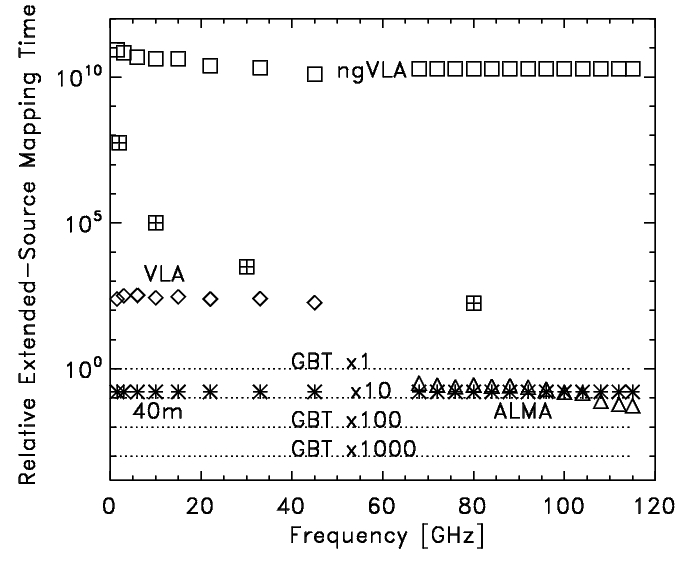 Relative Extended-Source Mapping Time
10^10
ngVLA
10^5
VLA
10^0
GBT x1
x10
40m
ALMA
GBT x100
GBT x1000
0 20 40 60 80 100 120
Frequency [GHz]